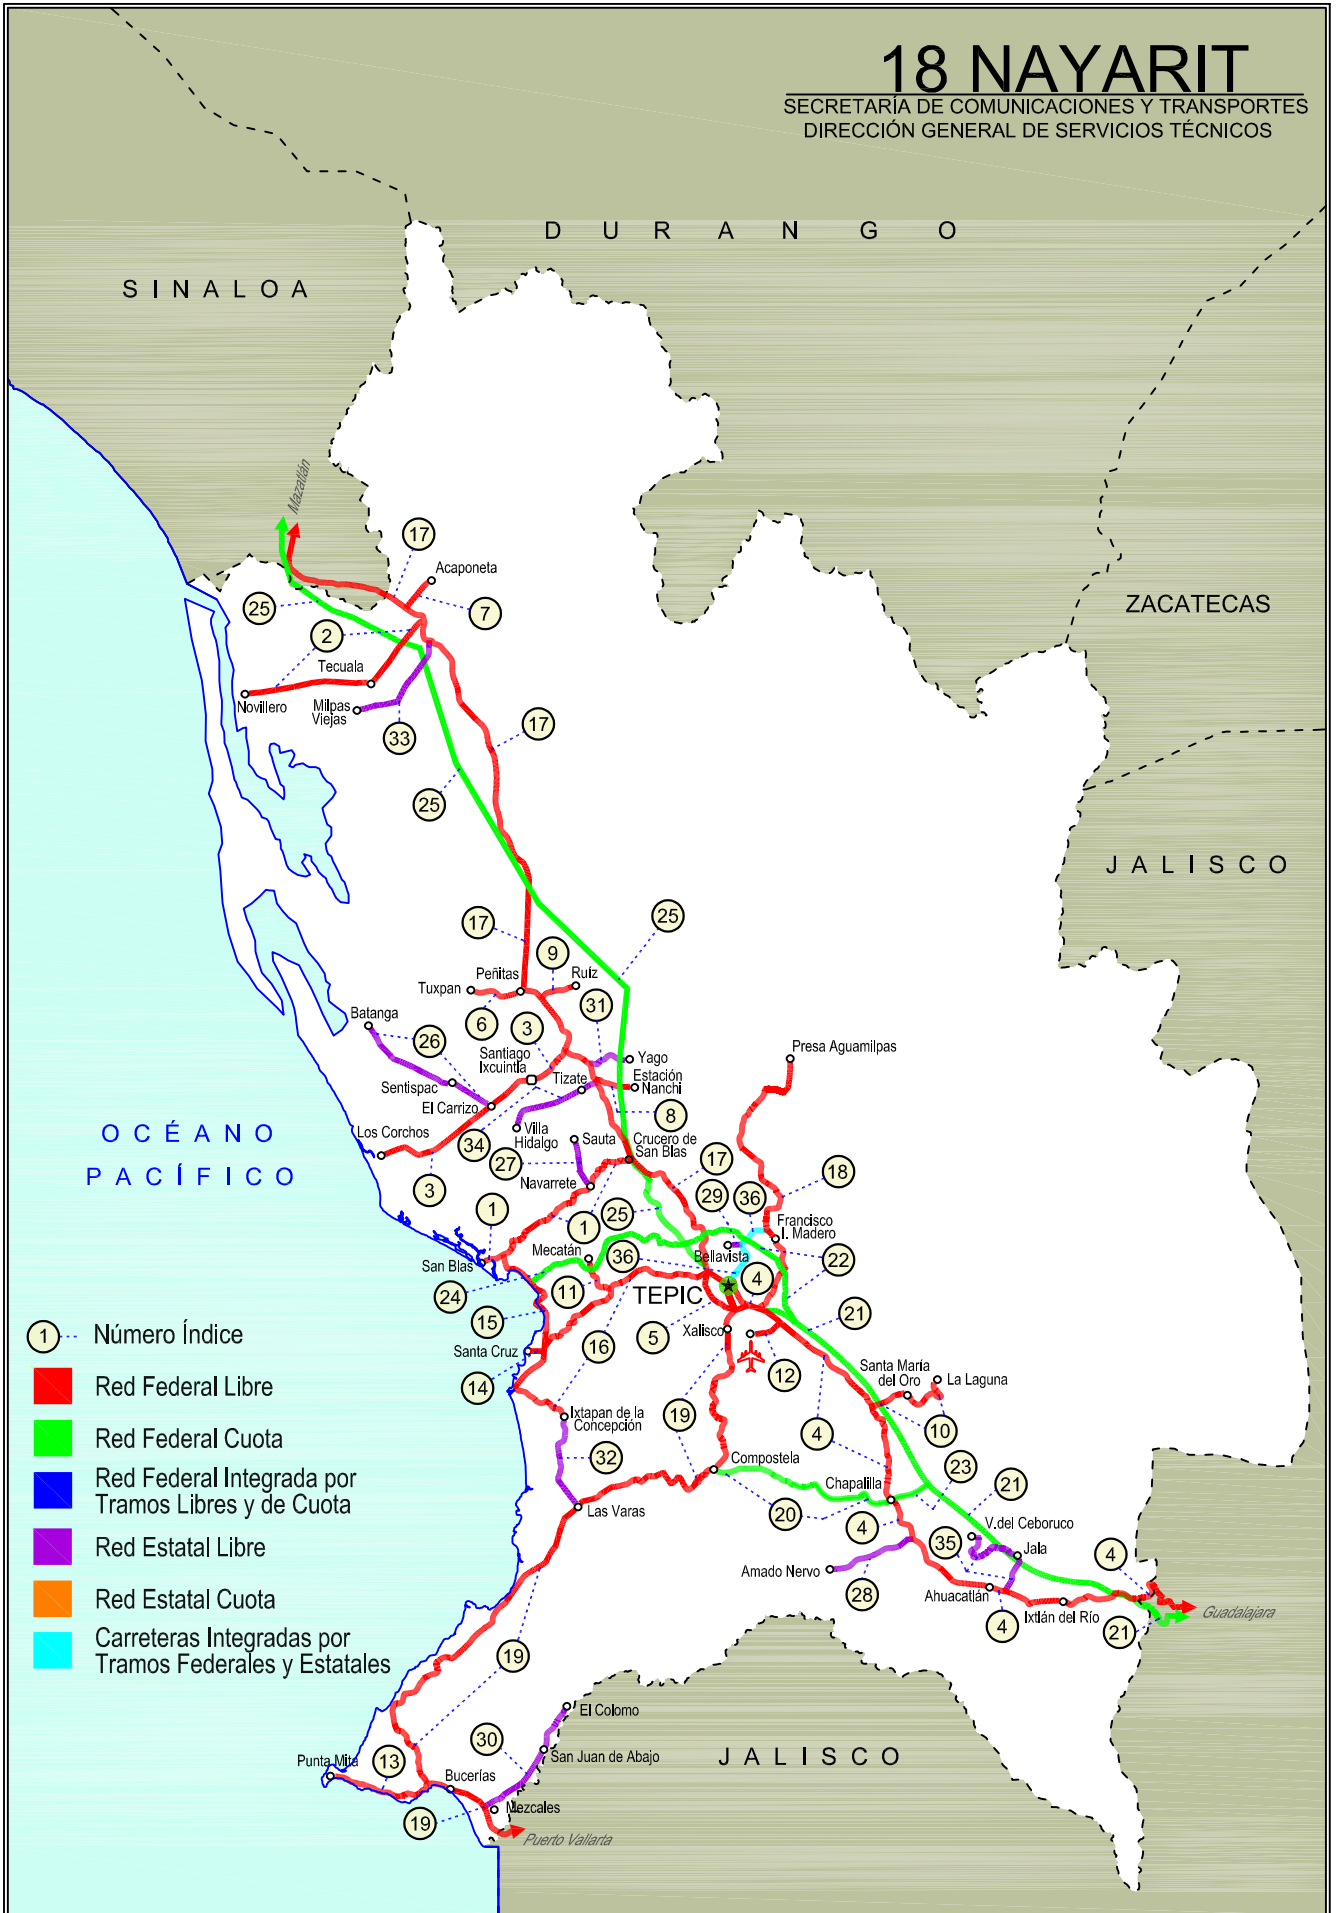 18 NAYARIT
SECRETARÍA DE COMUNICACIONES Y TRANSPORTES
DIRECCIÓN GENERAL DE SERVICIOS TÉCNICOS
DURANGO
SINALOA
Mazatlán
17
Acaponeta
7
25
2
ZACATECAS
Tecuala
Novillero
Milpas
Viejas
33
17
25
JALISCO
17
25
9
Peñitas
Ruíz
Tuxpan
31
6
3
Batanga
26
Santiago
Ixcuintla
Yago
Presa Aguamilpas
Tizate
Estación
Nanchi
Sentispac
El Carrizo
8
OCÉANO
PACÍFICO
Los Corchos
34
Villa
Hidalgo
Sauta
Crucero de
San Blas
27
17
18
3
Navarrete
29
36
1
1
25
Francisco
I. Madero
Mecatán
36
Bellavista
22
San Blas
24
11
4
TEPIC
15
21
5
Xalisco
1
Número Índice
Santa Cruz
16
12
Santa María
del Oro
La Laguna
14
Red Federal Libre
Ixtapan de la
Concepción
19
4
10
Red Federal Cuota
32
Compostela
23
Red Federal Integrada por
Tramos Libres y de Cuota
Chapalilla
21
Las Varas
20
4
V.del Ceboruco
35
Jala
Red Estatal Libre
4
Amado Nervo
28
Ahuacatlán
Red Estatal Cuota
Ixtlán del Río
Guadalajara
4
21
Carreteras Integradas por
Tramos Federales y Estatales
19
El Colomo
30
San Juan de Abajo
JALISCO
Punta Mita
13
Bucerías
Mezcales
19
Puerto Vallarta